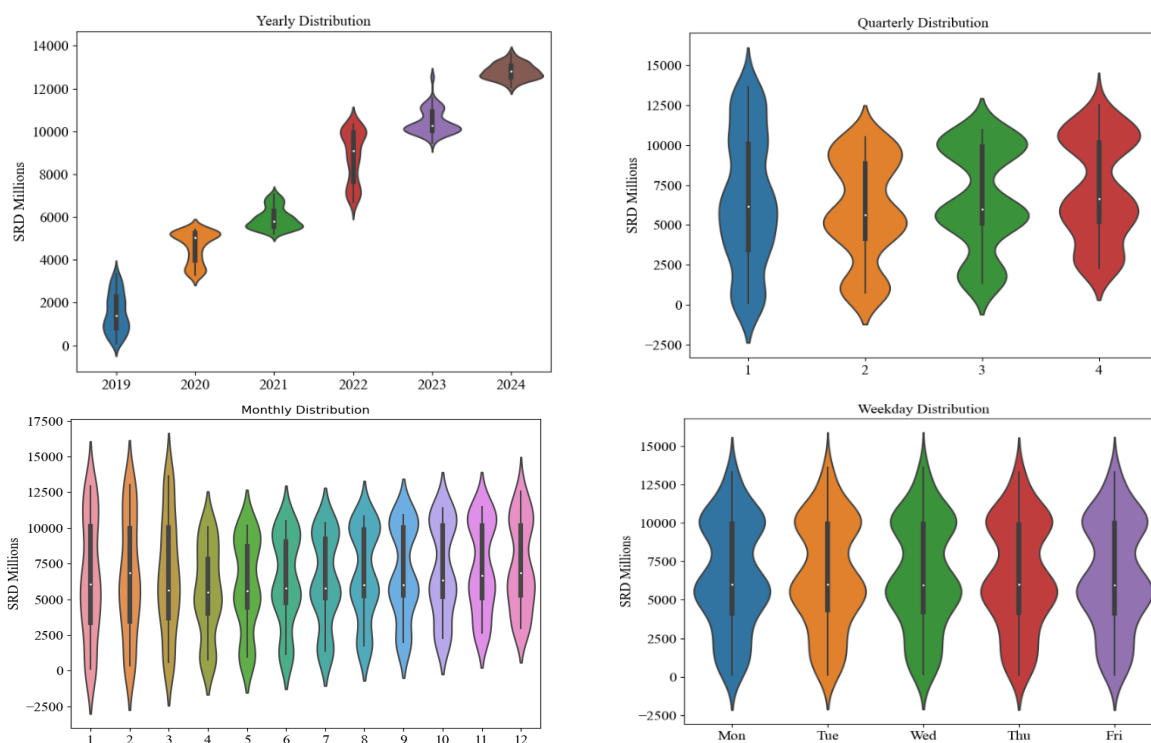 Yearly Distribution
SRD Millions
14000
12000
10000
8000
6000
4000
2000
0
2019 2020 2021 2022 2023 2024
Quarterly Distribution
SRD Millions
15000
12500
10000
7500
5000
2500
0
−2500
1 2 3 4
Monthly Distribution
SRD Millions
17500
15000
12500
10000
7500
5000
2500
0
−2500
1 2 3 4 5 6 7 8 9 10 11 12
Weekday Distribution
SRD Millions
15000
12500
10000
7500
5000
2500
0
−2500
Mon Tue Wed Thu Fri